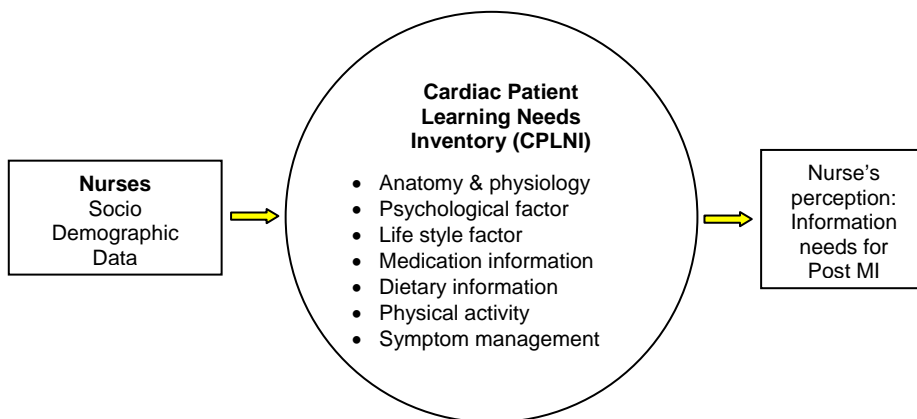 Nurses
Socio
Demographic
Data
Cardiac Patient
Learning Needs
Inventory (CPLNI)
• Anatomy & physiology
• Psychological factor
• Life style factor
• Medication information
• Dietary information
• Physical activity
• Symptom management
Nurse’s
perception:
Information
needs for
Post MI